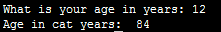 What is your age in years: 12
Age in cat years:  84